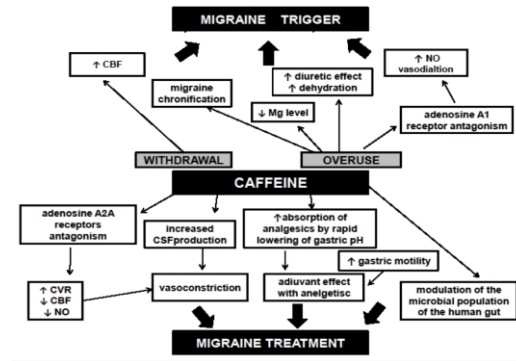 MIGRAINE TRIGGER
↑ CBF
migraine
chronification
↑ diuretic effect
↑ dehydration
↑ NO
vasodialtion
↓ Mg level
adenosine A1
receptor antagonism
WITHDRAWAL
OVERUSE
CAFFEINE
adenosine A2A
receptors
antagonism
increased
CSFproduction
↑absorption of
analgesics by rapid
lowering of gastric pH
↑ gastric motility
↑ CVR
↓ CBF
↓ NO
vasoconstriction
adiuvant effect
with anelgetisc
modulation of the
microbial population
of the human gut
MIGRAINE TREATMENT